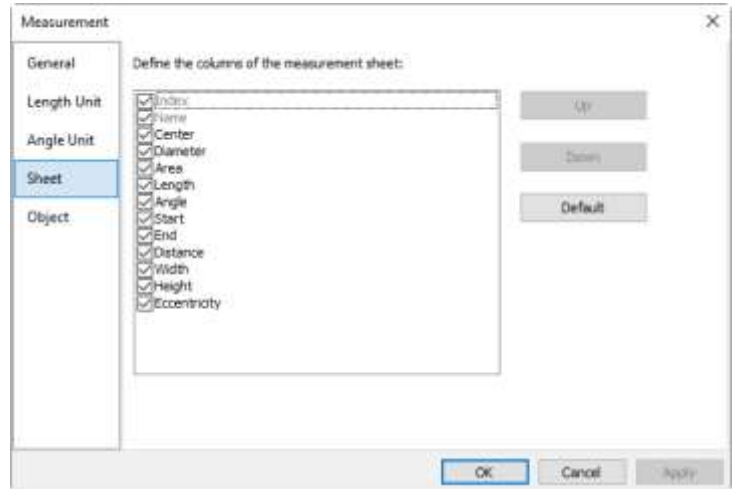 Measurement
General
Length Unit
Angle Unit
Sheet
Object
Define the columns of the measurement sheet:
Index
Name
Center
Diameter
Area
Length
Angle
Start
End
Distance
Width
Height
Eccentricity
Up
Down
Default
OK
Cancel
Apply